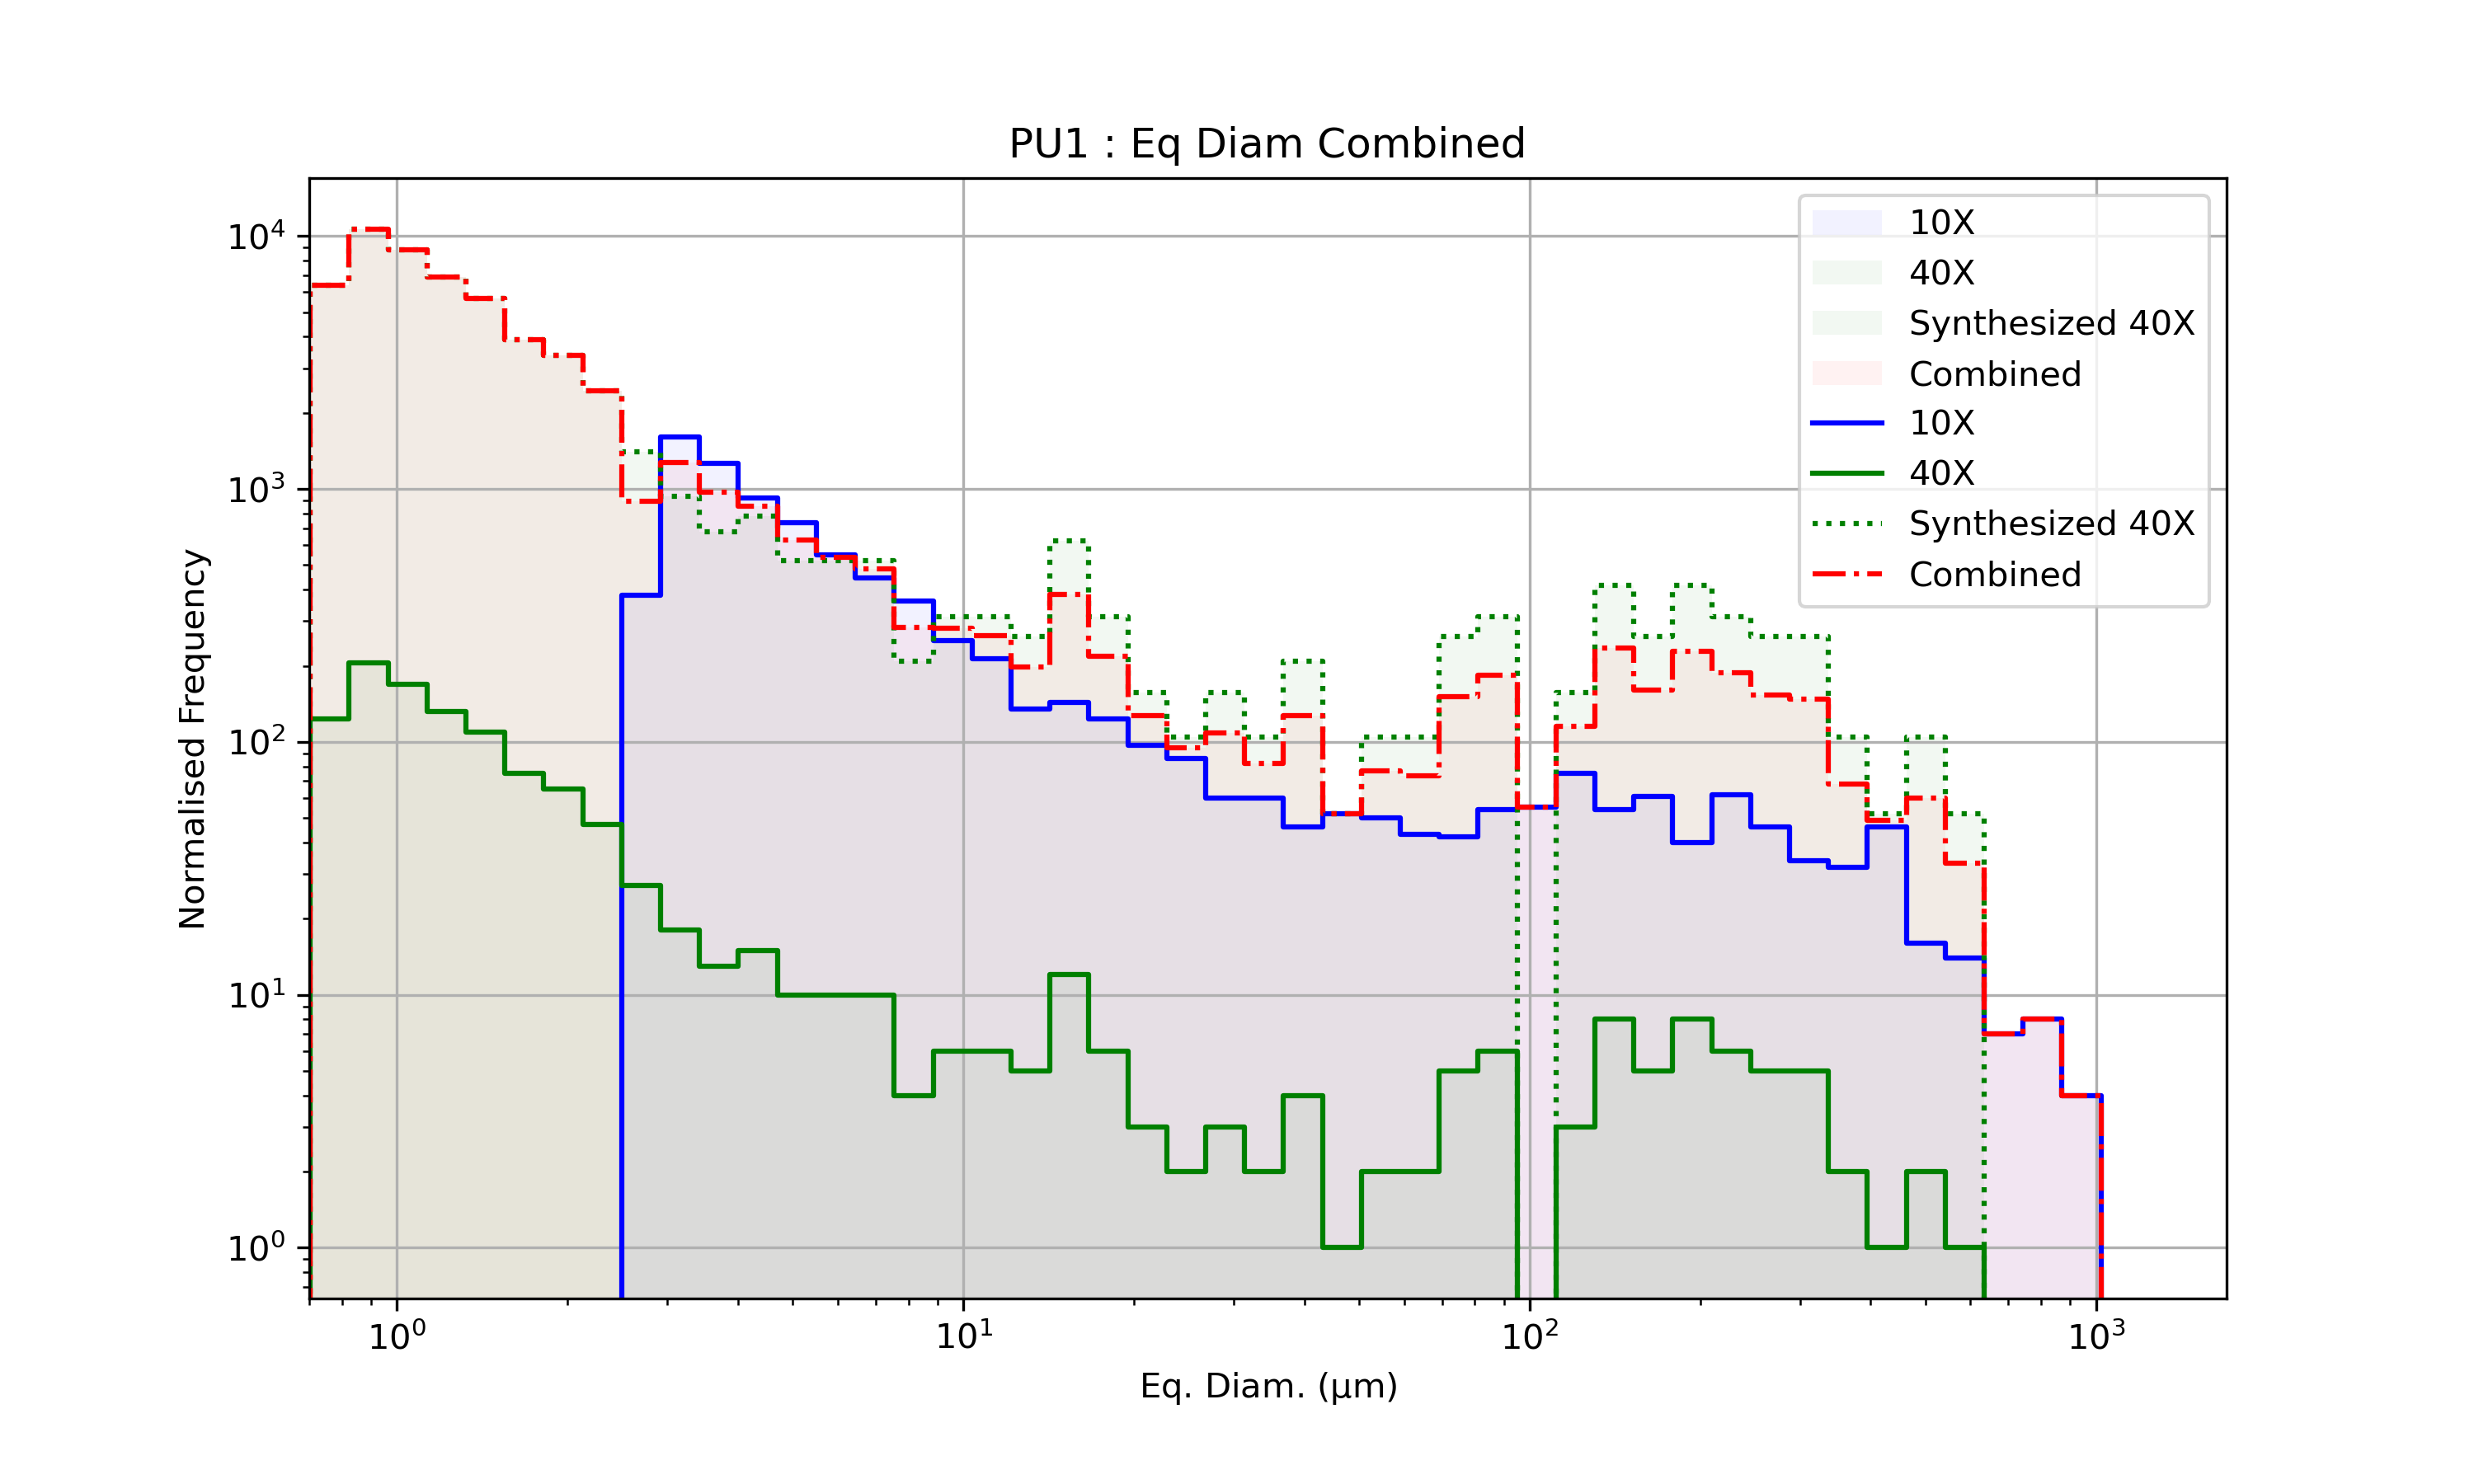 PU1 : Eq Diam Combined
10⁴
10³
10²
10¹
10⁰
Normalised Frequency
10X
40X
Synthesized 40X
Combined
10X
40X
Synthesized 40X
Combined
10⁰ 10¹ 10² 10³
Eq. Diam. (μm)